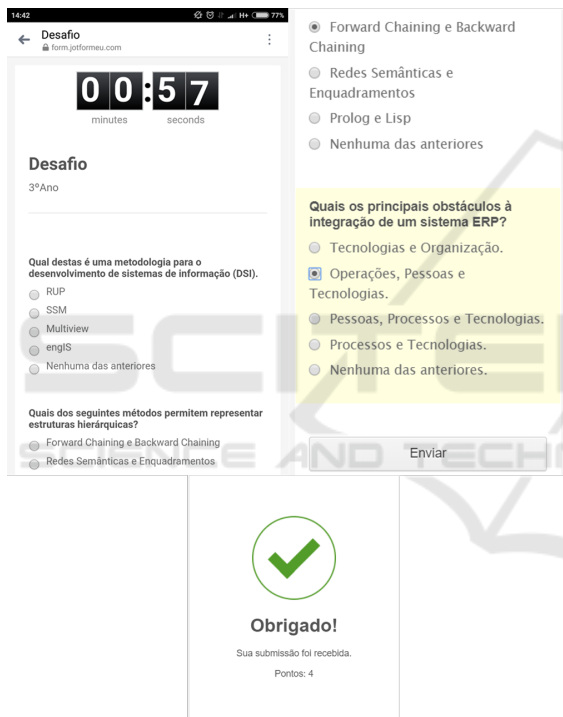 14:42
H+ 77%
Desafio
form.jotformeu.com
00:57
minutes seconds
Desafio
3ºAno
Qual destas é uma metodologia para o
desenvolvimento de sistemas de informação (DSI).
RUP
SSM
Multiview
engIS
Nenhuma das anteriores
Quais dos seguintes métodos permitem representar
estruturas hierárquicas?
Forward Chaining e Backward Chaining
Redes Semânticas e Enquadramentos
Forward Chaining e Backward
Chaining
Redes Semânticas e
Enquadramentos
Prolog e Lisp
Nenhuma das anteriores
Quais os principais obstáculos à
integração de um sistema ERP?
Tecnologias e Organização.
Operações, Pessoas e
Tecnologias.
Pessoas, Processos e Tecnologias.
Processos e Tecnologias.
Nenhuma das anteriores.
Enviar
Obrigado!
Sua submissão foi recebida.
Pontos: 4